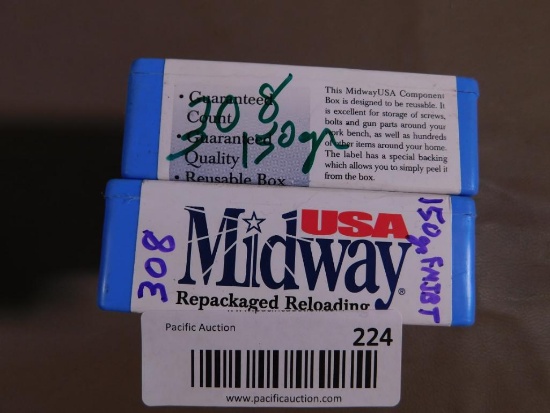 • Guaranteed
Count
• Guaranteed
Quality
• Reusable Box
308
150gr
This MidwayUSA Component
Box is designed to be reusable. It
is excellent for storage of screws,
bolts and gun parts around your
work bench, as well as hundreds
of other items around your home.
The label has a special backing
which allows you to simply peel it
from the box.
308
USA
Midway®
Repackaged Reloading
150gr FMJBT
Pacific Auction
224
www.pacificauction.com